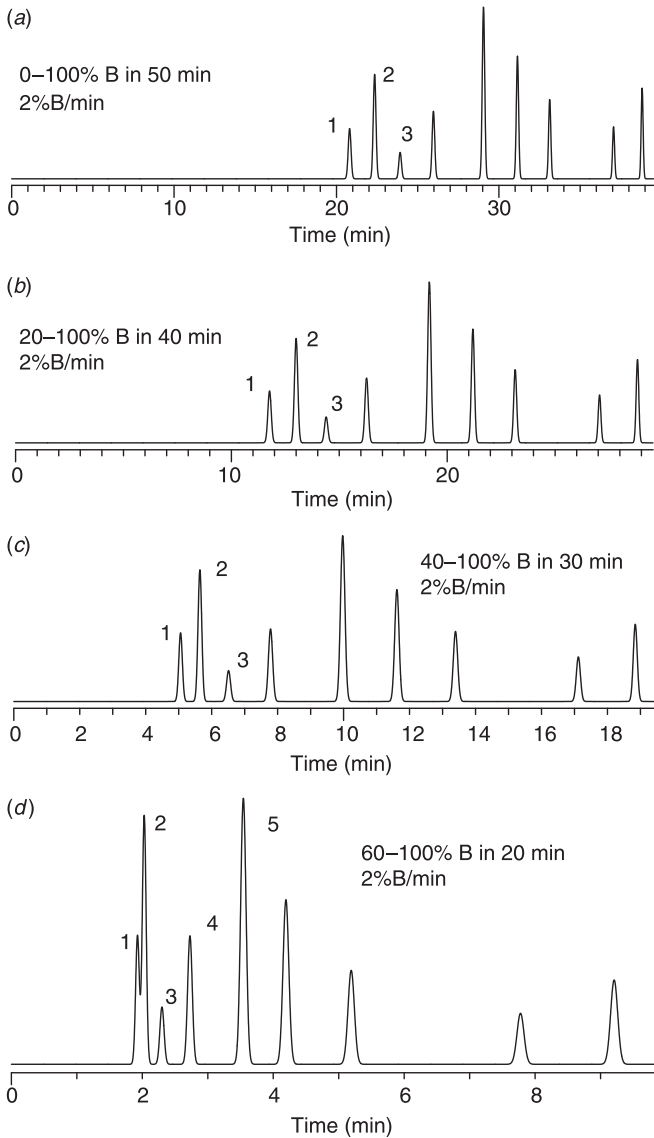 (a)
0–100% B in 50 min
2%B/min
1
2
3
0
10
20
30
Time (min)
(b)
20–100% B in 40 min
2%B/min
1
2
3
0
10
20
Time (min)
(c)
40–100% B in 30 min
2%B/min
1
2
3
0 2 4 6 8 10 12 14 16 18
Time (min)
(d)
60–100% B in 20 min
2%B/min
1
2
3
4
5
0 2 4 6 8
Time (min)